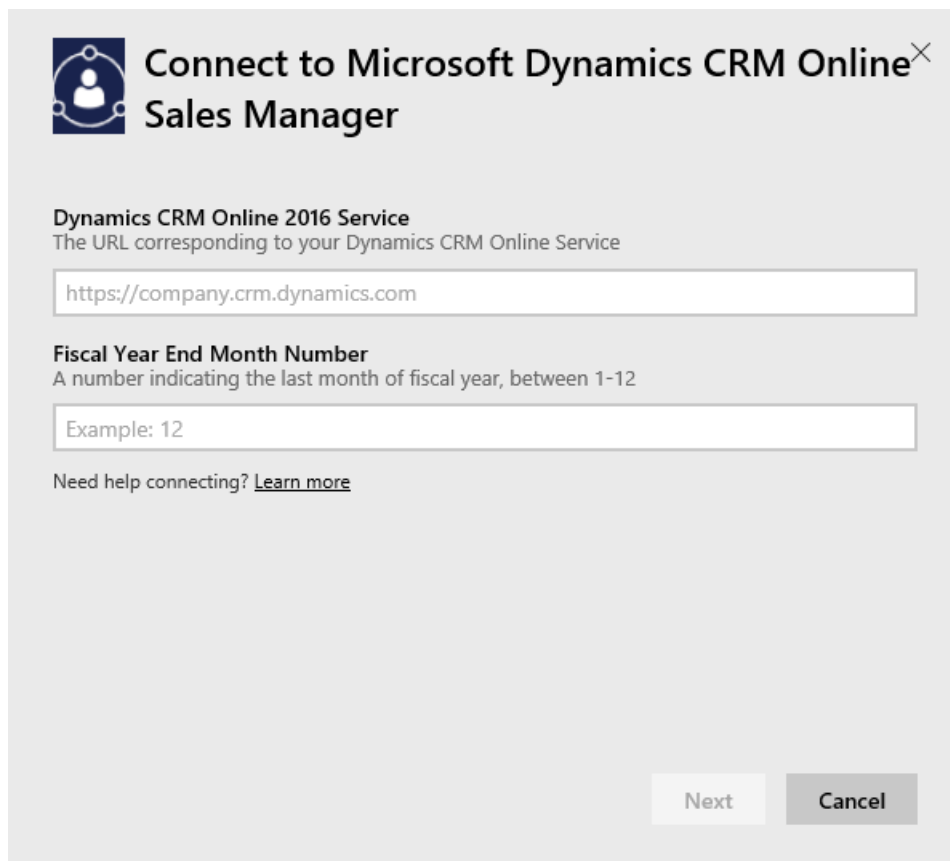 Connect to Microsoft Dynamics CRM Online
Sales Manager
Dynamics CRM Online 2016 Service
The URL corresponding to your Dynamics CRM Online Service
https://company.crm.dynamics.com
Fiscal Year End Month Number
A number indicating the last month of fiscal year, between 1-12
Example: 12
Need help connecting? Learn more
Next
Cancel